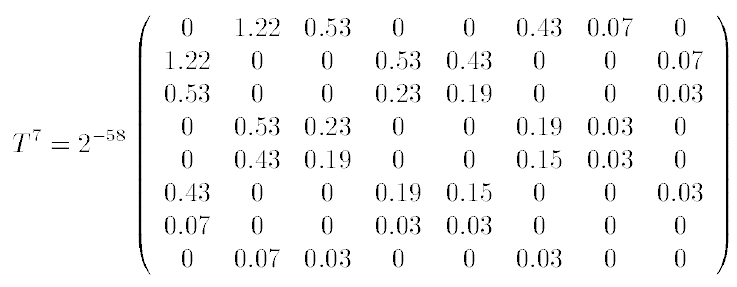 0 1.22 0.53 0 0 0.43 0.07 0
1.22 0 0 0.53 0.43 0 0 0.07
0.53 0 0 0.23 0.19 0 0 0.03
T^7 = 2^{-58} 0 0.53 0.23 0 0 0.19 0.03 0
0 0.43 0.19 0 0 0.15 0.03 0
0.43 0 0 0.19 0.15 0 0 0.03
0.07 0 0 0.03 0.03 0 0 0
0 0.07 0.03 0 0 0.03 0 0